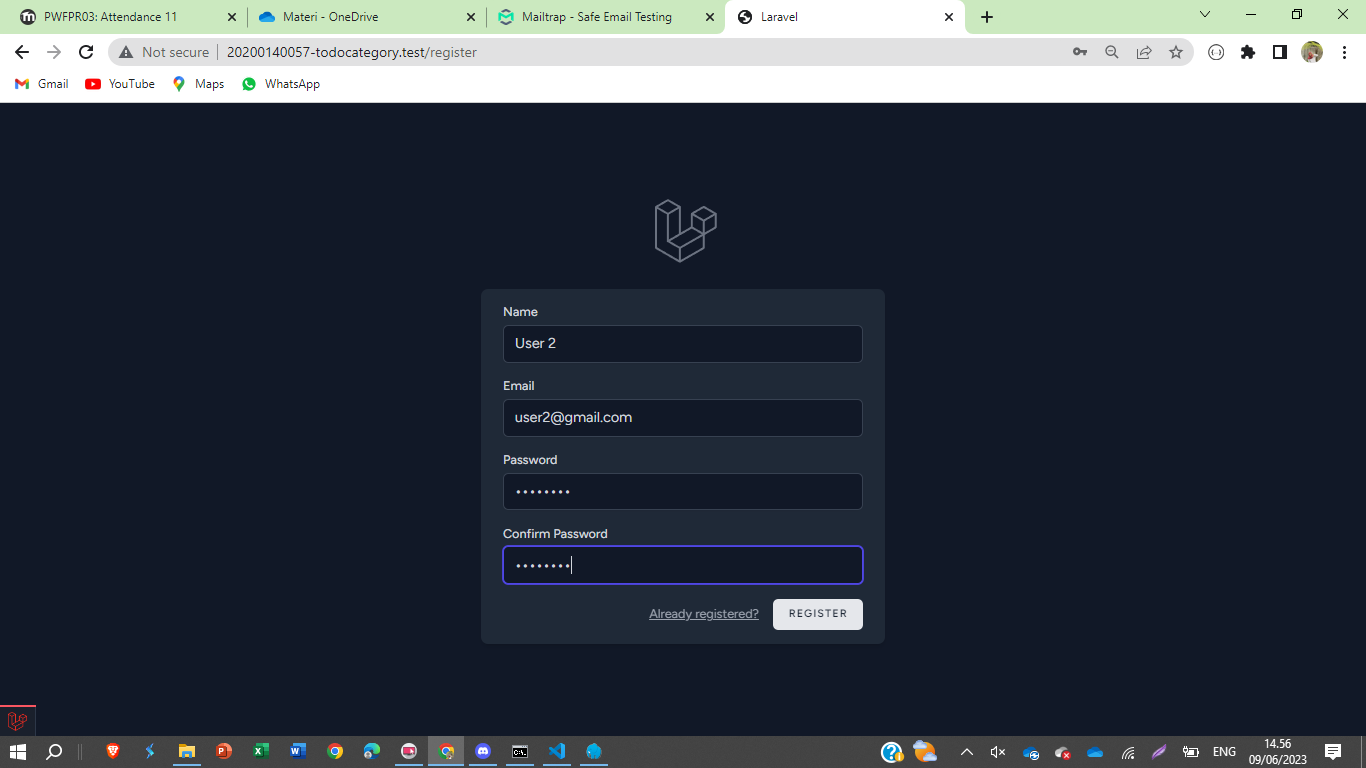 PWFPR03: Attendance 11
Materi - OneDrive
Mailtrap - Safe Email Testing
Laravel
Not secure
20200140057-todocategory.test/register
Gmail
YouTube
Maps
WhatsApp
Name
User 2
Email
user2@gmail.com
Password
••••••••
Confirm Password
••••••••
Already registered?
REGISTER
ENG
14.56
09/06/2023